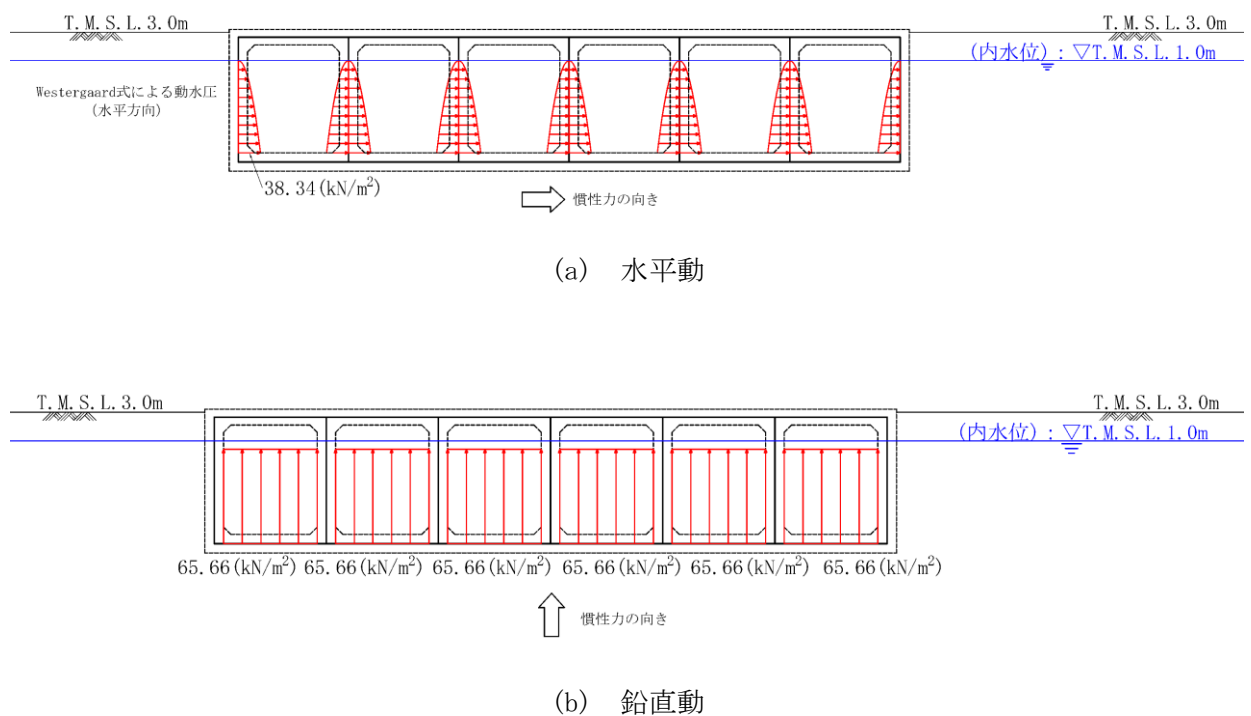 T.M.S.L.3.0m
T.M.S.L.3.0m
(内水位):▽T.M.S.L.1.0m
Westergaard式による動水圧
(水平方向)
38.34(kN/m²)
慣性力の向き
(a) 水平動
T.M.S.L.3.0m
T.M.S.L.3.0m
(内水位):▽T.M.S.L.1.0m
65.66(kN/m²) 65.66(kN/m²) 65.66(kN/m²) 65.66(kN/m²) 65.66(kN/m²) 65.66(kN/m²)
慣性力の向き
(b) 鉛直動